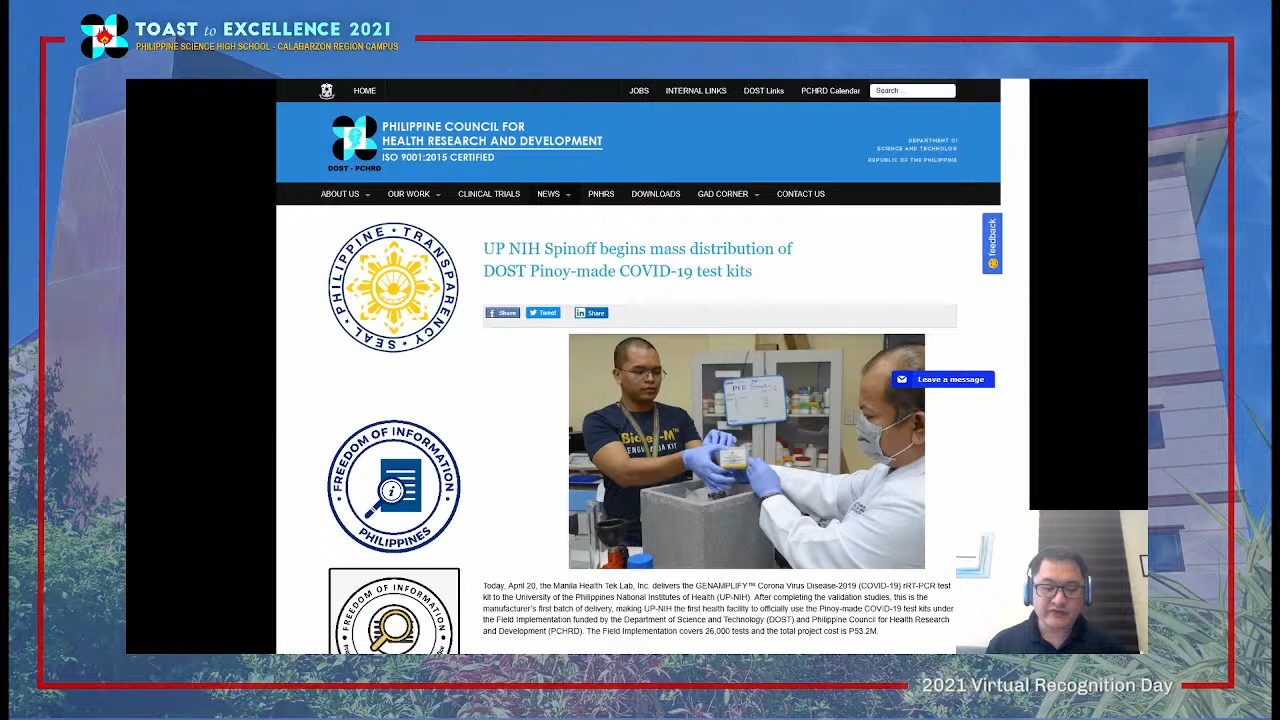 TOAST to EXCELLENCE 2021
PHILIPPINE SCIENCE HIGH SCHOOL - CALABARZON REGION CAMPUS
HOME
JOBS
INTERNAL LINKS
DOST Links
PCHRD Calendar
Search ...
PHILIPPINE COUNCIL FOR
HEALTH RESEARCH AND DEVELOPMENT
ISO 9001:2015 CERTIFIED
DOST - PCHRD
DEPARTMENT O
SCIENCE AND TECHNOLOG
REPUBLIC OF THE PHILIPPINE
ABOUT US
OUR WORK
CLINICAL TRIALS
NEWS
PNHRS
DOWNLOADS
GAD CORNER
CONTACT US
PHILIPPINE • TRANSPARENCY SEAL •
feedback
UP NIH Spinoff begins mass distribution of
DOST Pinoy-made COVID-19 test kits
Share
Tweet
Share
PCR
Leave a message
• FREEDOM OF INFORMATION •
PHILIPPINES
FREEDOM OF INFORMATION
Today, April 20, the Manila Health Tek Lab, Inc. delivers the GENAMPLIFY™ Corona Virus Disease-2019 (COVID-19) rRT-PCR test
kit to the University of the Philippines National Institutes of Health (UP-NIH). After completing the validation studies, this is the
manufacturer's first batch of delivery, making UP-NIH the first health facility to officially use the Pinoy-made COVID-19 test kits under
the Field Implementation funded by the Department of Science and Technology (DOST) and Philippine Council for Health Research
and Development (PCHRD). The Field Implementation covers 26,000 tests and the total project cost is P53.2M.
2021 Virtual Recognition Day